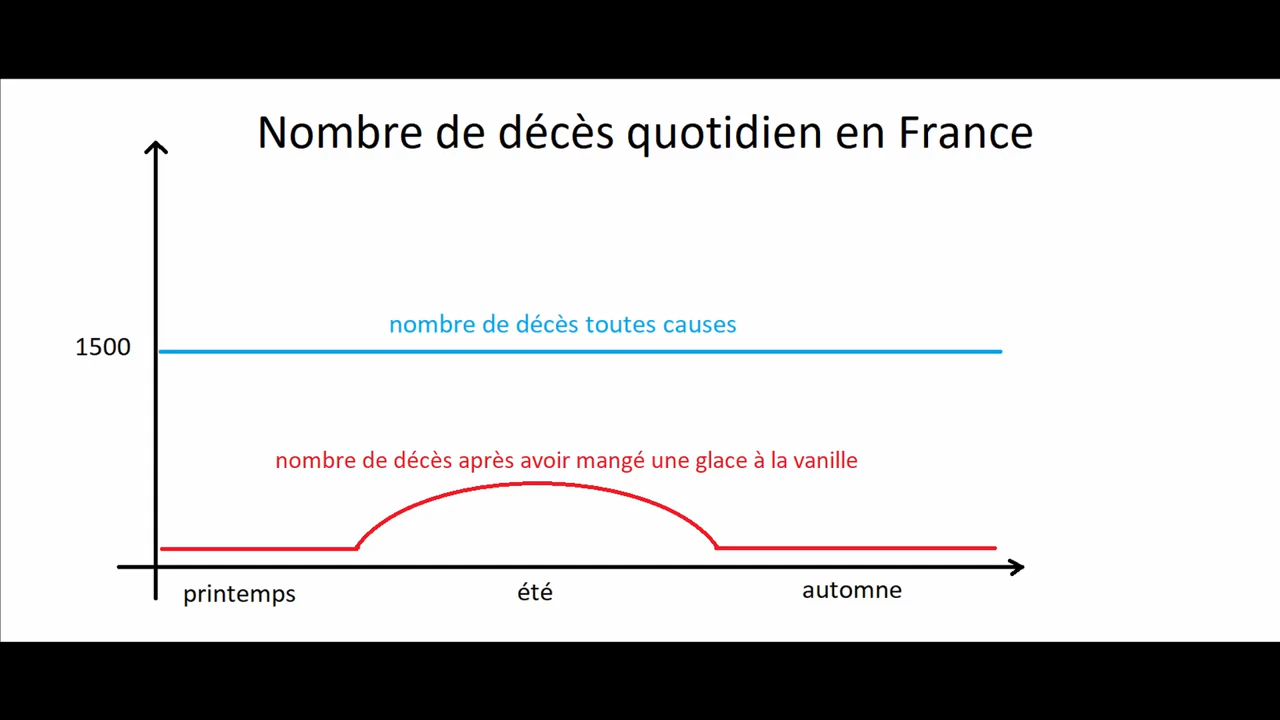 Nombre de décès quotidien en France
nombre de décès toutes causes
1500
nombre de décès après avoir mangé une glace à la vanille
printemps
été
automne